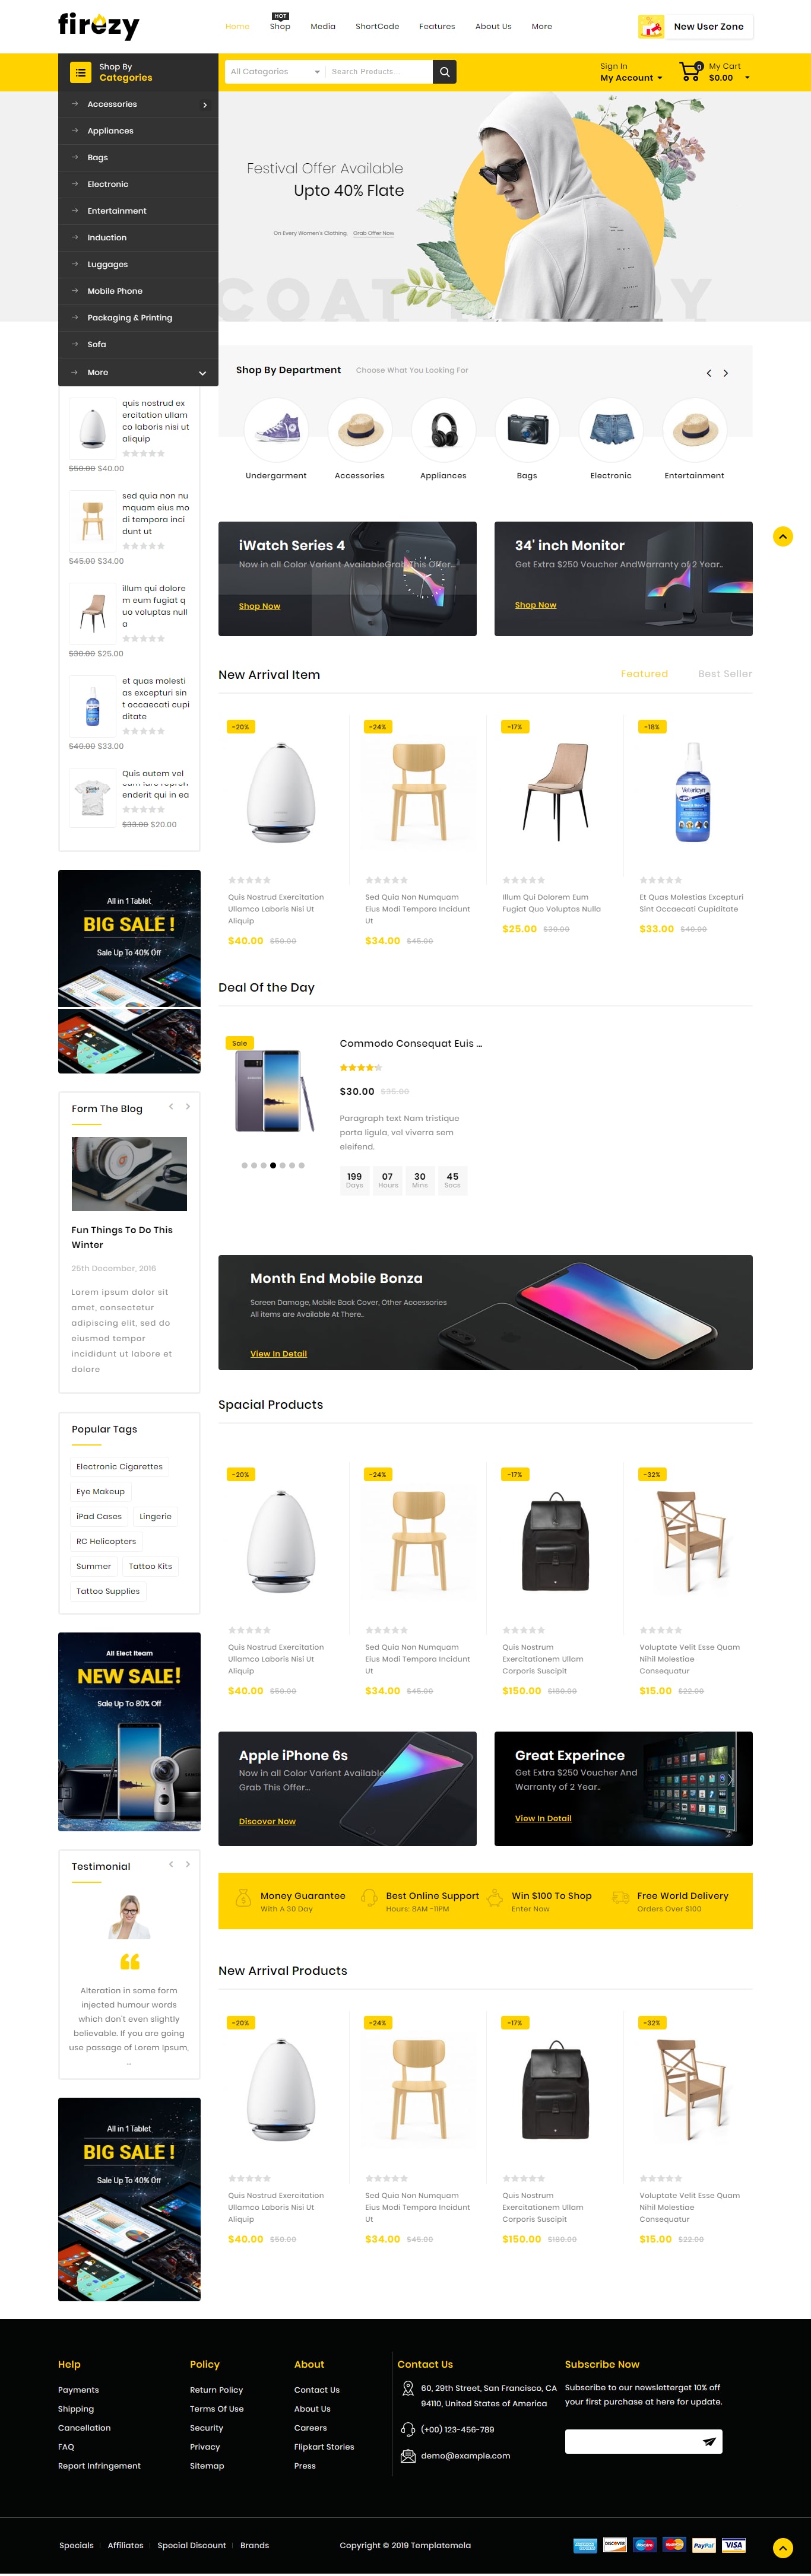 firezy
Home
HOT
Shop
Media
ShortCode
Features
About Us
More
New User Zone
Shop By
Categories
All Categories
Search Products...
Sign In
My Account
0
My Cart
$0.00
Accessories
Appliances
Bags
Electronic
Entertainment
Induction
Luggages
Mobile Phone
Packaging & Printing
Sofa
More
Festival Offer Available
Upto 40% Flate
On Every Women's Clothing. Grab Offer Now
Shop By Department
Choose What You Looking For
Undergarment
Accessories
Appliances
Bags
Electronic
Entertainment
quis nostrud ex
ercitation ullam
co laboris nisi ut
aliquip
$50.00 $40.00
sed quia non nu
mquam eius mo
di tempora inci
dunt ut
$45.00 $34.00
illum qui dolore
m eum fugiat q
uo voluptas null
a
$30.00 $25.00
et quas molesti
as excepturi sin
t occaecati cupi
ditate
$40.00 $33.00
Quis autem vel
enderit qui in ea
$33.00 $20.00
iWatch Series 4
Now in all Color Varient AvailableGrab This Offer...
Shop Now
34' inch Monitor
Get Extra $250 Voucher AndWarranty of 2 Year..
Shop Now
New Arrival Item
Featured
Best Seller
-20%
-24%
-17%
-18%
Vetericyn
Quis Nostrud Exercitation
Ullamco Laboris Nisi Ut
Aliquip
$40.00 $50.00
Sed Quia Non Numquam
Eius Modi Tempora Incidunt
Ut
$34.00 $45.00
Illum Qui Dolorem Eum
Fugiat Quo Voluptas Nulla
$25.00 $30.00
Et Quas Molestias Excepturi
Sint Occaecati Cupiditate
$33.00 $40.00
All in 1 Tablet
BIG SALE !
Sale Up To 40% Off
Deal Of the Day
Sale
Commodo Consequat Euis ...
$30.00 $35.00
Paragraph text Nam tristique
porta ligula, vel viverra sem
eleifend.
199
Days
07
Hours
30
Mins
45
Secs
Form The Blog
Fun Things To Do This
Winter
25th December, 2016
Lorem ipsum dolor sit
amet, consectetur
adipiscing elit, sed do
eiusmod tempor
incididunt ut labore et
dolore
Month End Mobile Bonza
Screen Damage, Mobile Back Cover, Other Accessories
All items are Available At There..
View In Detail
Popular Tags
Electronic Cigarettes
Eye Makeup
iPad Cases
Lingerie
RC Helicopters
Summer
Tattoo Kits
Tattoo Supplies
Spacial Products
-20%
-24%
-17%
-32%
Quis Nostrud Exercitation
Ullamco Laboris Nisi Ut
Aliquip
$40.00 $50.00
Sed Quia Non Numquam
Eius Modi Tempora Incidunt
Ut
$34.00 $45.00
Quis Nostrum
Exercitationem Ullam
Corporis Suscipit
$150.00 $180.00
Voluptate Velit Esse Quam
Nihil Molestiae
Consequatur
$15.00 $22.00
All Elect Iteam
NEW SALE!
Sale Up To 80% Off
Apple iPhone 6s
Now in all Color Varient Available
Grab This Offer...
Discover Now
Great Experince
Get Extra $250 Voucher And
Warranty of 2 Year..
View In Detail
Testimonial
Alteration in some form
injected humour words
which don't even slightly
believable. If you are going
use passage of Lorem Ipsum,
...
Money Guarantee
With A 30 Day
Best Online Support
Hours: 8AM -11PM
Win $100 To Shop
Enter Now
Free World Delivery
Orders Over $100
New Arrival Products
-20%
-24%
-17%
-32%
Quis Nostrud Exercitation
Ullamco Laboris Nisi Ut
Aliquip
$40.00 $50.00
Sed Quia Non Numquam
Eius Modi Tempora Incidunt
Ut
$34.00 $45.00
Quis Nostrum
Exercitationem Ullam
Corporis Suscipit
$150.00 $180.00
Voluptate Velit Esse Quam
Nihil Molestiae
Consequatur
$15.00 $22.00
All in 1 Tablet
BIG SALE !
Sale Up To 40% Off
Help
Payments
Shipping
Cancellation
FAQ
Report Infringement
Policy
Return Policy
Terms Of Use
Security
Privacy
Sitemap
About
Contact Us
About Us
Careers
Flipkart Stories
Press
Contact Us
60, 29th Street, San Francisco, CA
94110, United States of America
(+00) 123-456-789
demo@example.com
Subscribe Now
Subscribe to our newsletterget 10% off
your first purchase at here for update.
Specials
Affiliates
Special Discount
Brands
Copyright © 2019 Templatemela
DISCOVER
Maestro
MasterCard
PayPal
VISA